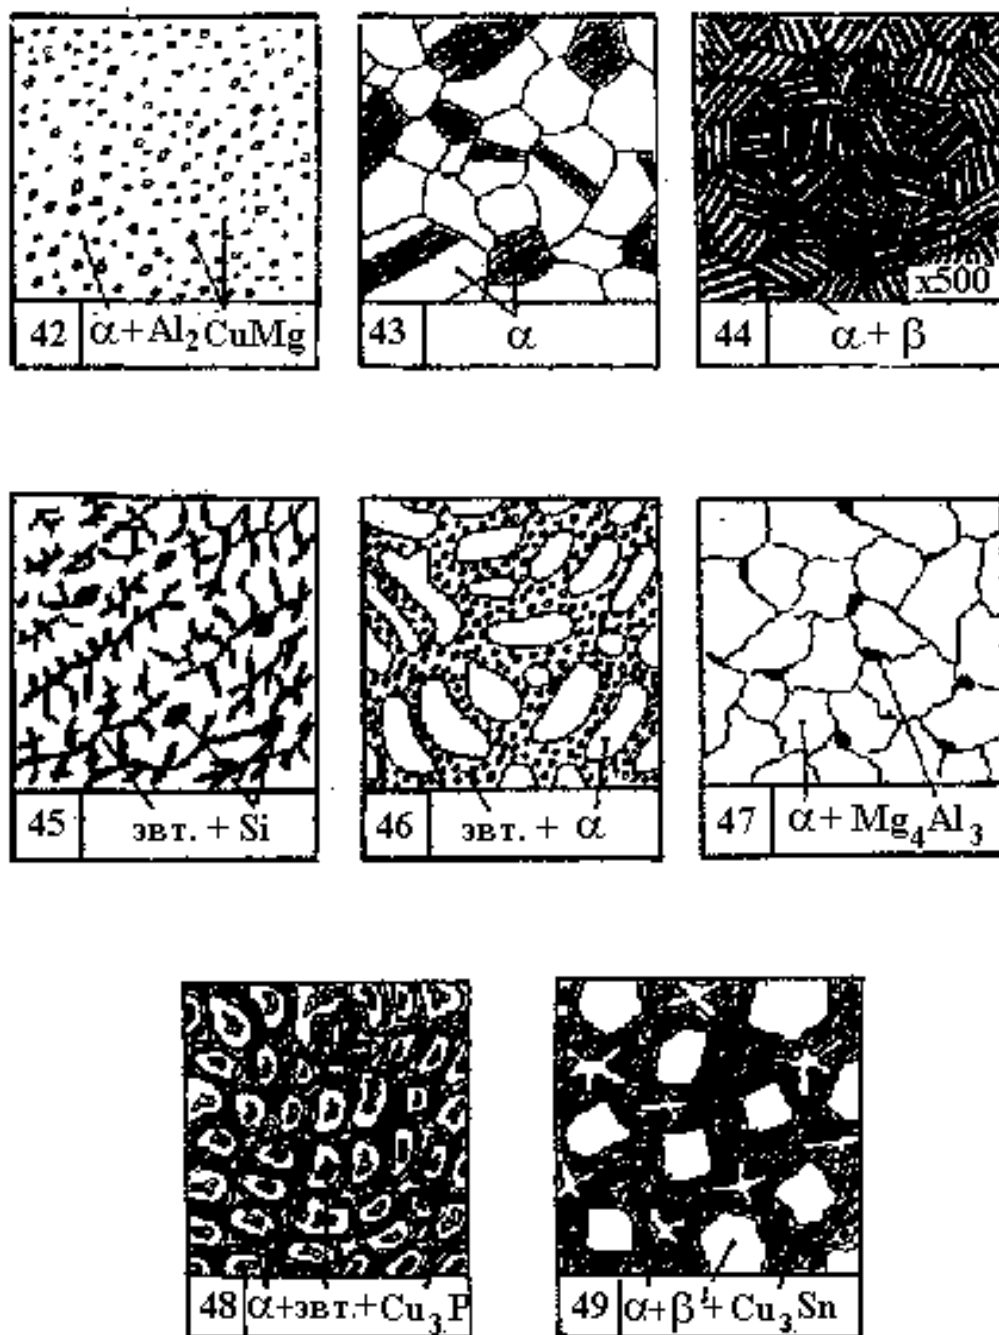 42 α + Al₂CuMg
43 α
x500
44 α + β
45 эвт. + Si
46 эвт. + α
47 α + Mg₄Al₃
48 α+эвт.+Cu₃P
49 α+β'+Cu₃Sn